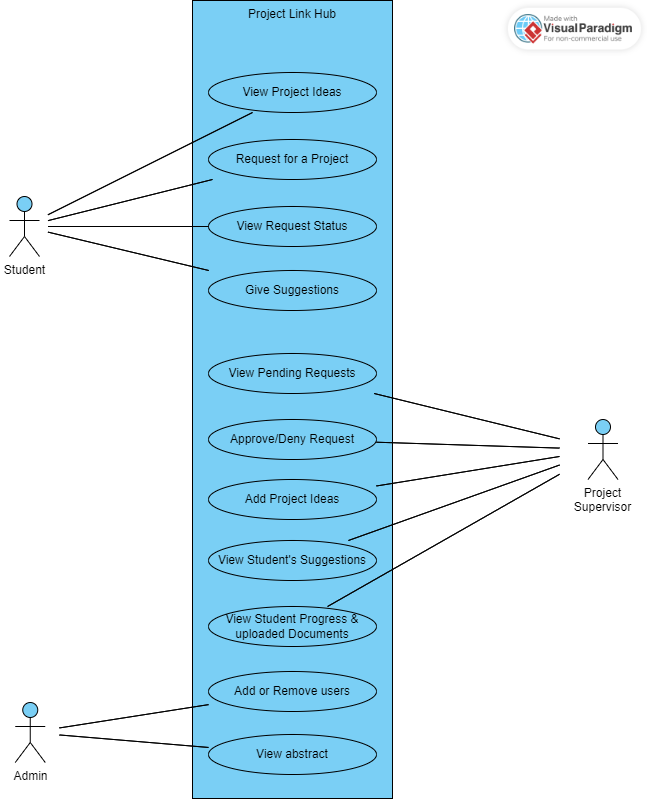 Project Link Hub
Made with
VisualParadigm
For non-commercial use
View Project Ideas
Request for a Project
View Request Status
Give Suggestions
Student
View Pending Requests
Approve/Deny Request
Add Project Ideas
View Student's Suggestions
View Student Progress &
uploaded Documents
Project
Supervisor
Add or Remove users
View abstract
Admin